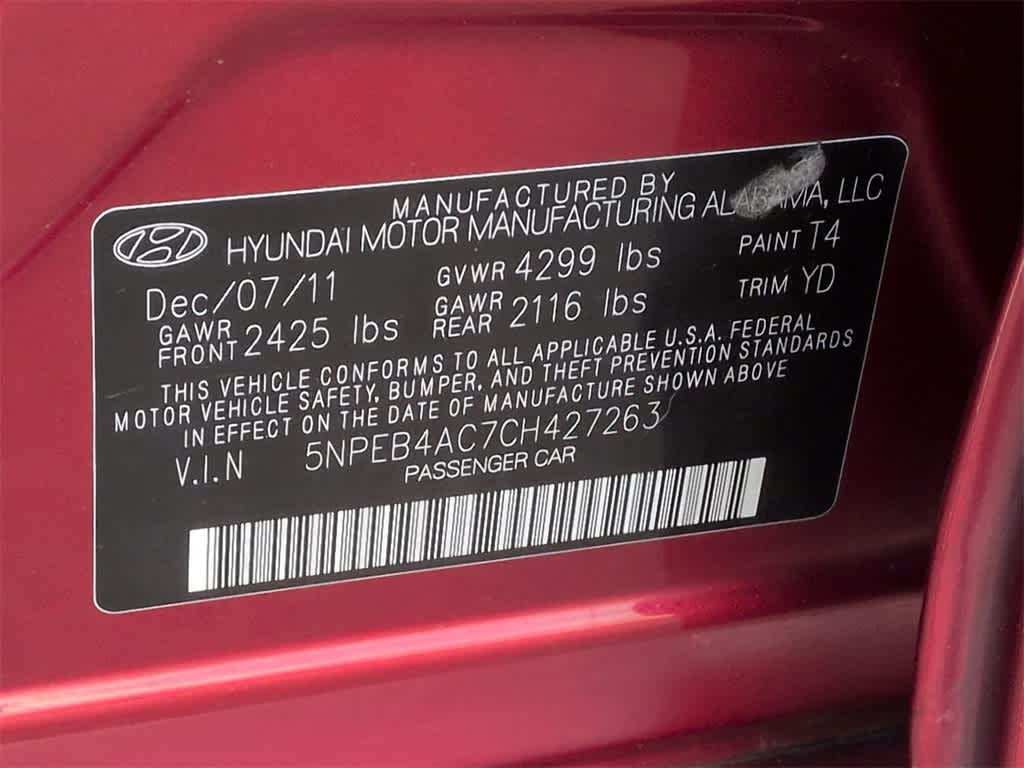 MANUFACTURED BY
HYUNDAI MOTOR MANUFACTURING ALABAMA, LLC
Dec/07/11 GVWR 4299 lbs PAINT T4
GAWR FRONT 2425 lbs GAWR REAR 2116 lbs TRIM YD
THIS VEHICLE CONFORMS TO ALL APPLICABLE U.S.A. FEDERAL
MOTOR VEHICLE SAFETY, BUMPER, AND THEFT PREVENTION STANDARDS
IN EFFECT ON THE DATE OF MANUFACTURE SHOWN ABOVE
V.I.N 5NPEB4AC7CH427263
PASSENGER CAR